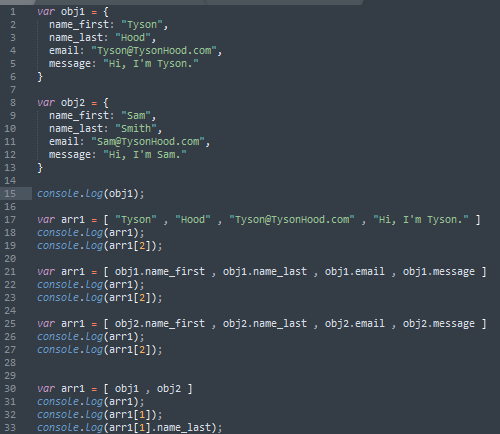 1 var obj1 = {
2   name_first: "Tyson",
3   name_last: "Hood",
4   email: "Tyson@TysonHood.com",
5   message: "Hi, I'm Tyson."
6 }
7
8 var obj2 = {
9   name_first: "Sam",
10   name_last: "Smith",
11   email: "Sam@TysonHood.com",
12   message: "Hi, I'm Sam."
13 }
14
15 console.log(obj1);
16
17 var arr1 = [ "Tyson" , "Hood" , "Tyson@TysonHood.com" , "Hi, I'm Tyson." ]
18 console.log(arr1);
19 console.log(arr1[2]);
20
21 var arr1 = [ obj1.name_first , obj1.name_last , obj1.email , obj1.message ]
22 console.log(arr1);
23 console.log(arr1[2]);
24
25 var arr1 = [ obj2.name_first , obj2.name_last , obj2.email , obj2.message ]
26 console.log(arr1);
27 console.log(arr1[2]);
28
29
30 var arr1 = [ obj1 , obj2 ]
31 console.log(arr1);
32 console.log(arr1[1]);
33 console.log(arr1[1].name_last);